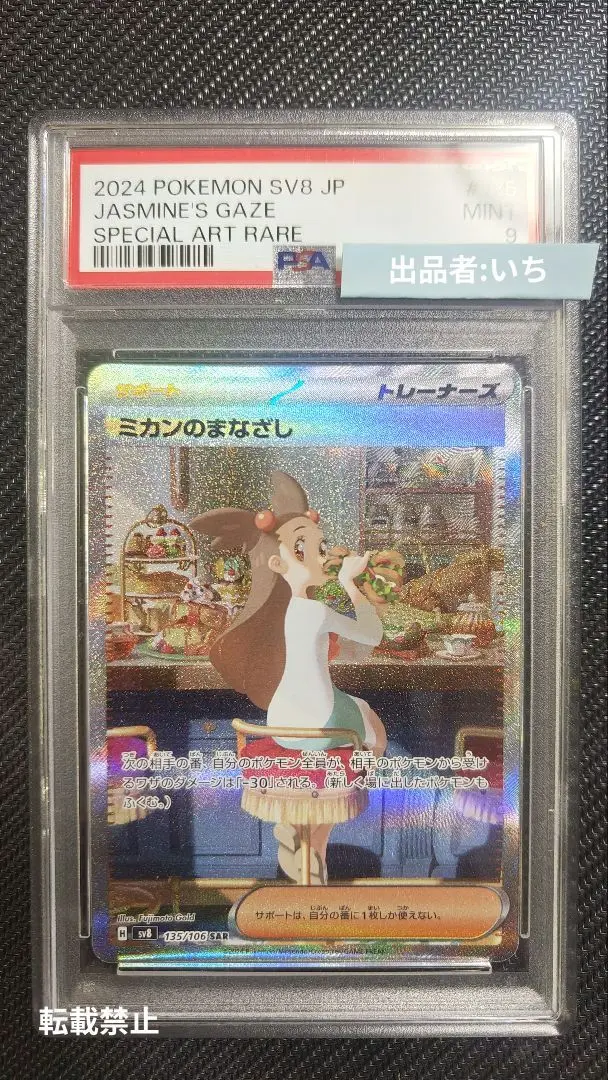 2024 POKEMON SV8 JP
JASMINE'S GAZE
MINT
SPECIAL ART RARE
9
PSA
出品者:いち
サポート
トレーナーズ
ミカンのまなざし
次の相手の番、自分のポケモン全員が、相手のポケモンから受け
るワザのダメージは「-30」される。(新しく場に出したポケモンも
ふくむ。)
Illus. Fujimoto Gold
サポートは、自分の番に1枚しか使えない。
H sv8 135/106 SAR
転載禁止